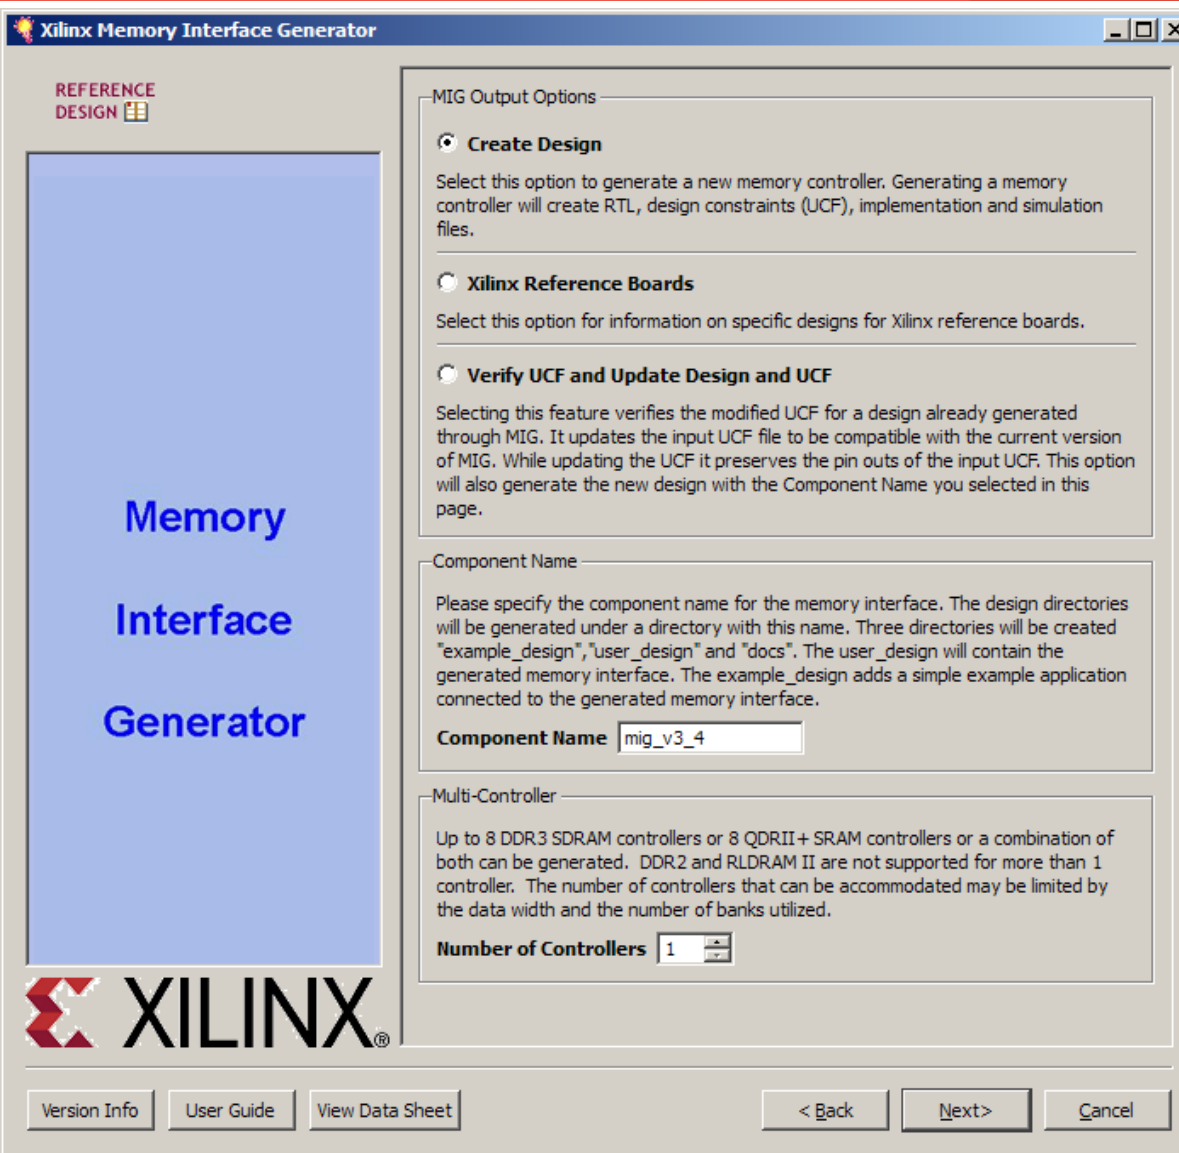 Xilinx Memory Interface Generator
REFERENCE
DESIGN
Memory
Interface
Generator
XILINX®
MIG Output Options
Create Design
Select this option to generate a new memory controller. Generating a memory
controller will create RTL, design constraints (UCF), implementation and simulation
files.
Xilinx Reference Boards
Select this option for information on specific designs for Xilinx reference boards.
Verify UCF and Update Design and UCF
Selecting this feature verifies the modified UCF for a design already generated
through MIG. It updates the input UCF file to be compatible with the current version
of MIG. While updating the UCF it preserves the pin outs of the input UCF. This option
will also generate the new design with the Component Name you selected in this
page.
Component Name
Please specify the component name for the memory interface. The design directories
will be generated under a directory with this name. Three directories will be created
"example_design","user_design" and "docs". The user_design will contain the
generated memory interface. The example_design adds a simple example application
connected to the generated memory interface.
Component Name mig_v3_4
Multi-Controller
Up to 8 DDR3 SDRAM controllers or 8 QDRII+ SRAM controllers or a combination of
both can be generated.  DDR2 and RLDRAM II are not supported for more than 1
controller.  The number of controllers that can be accommodated may be limited by
the data width and the number of banks utilized.
Number of Controllers 1
Version Info User Guide View Data Sheet < Back Next> Cancel